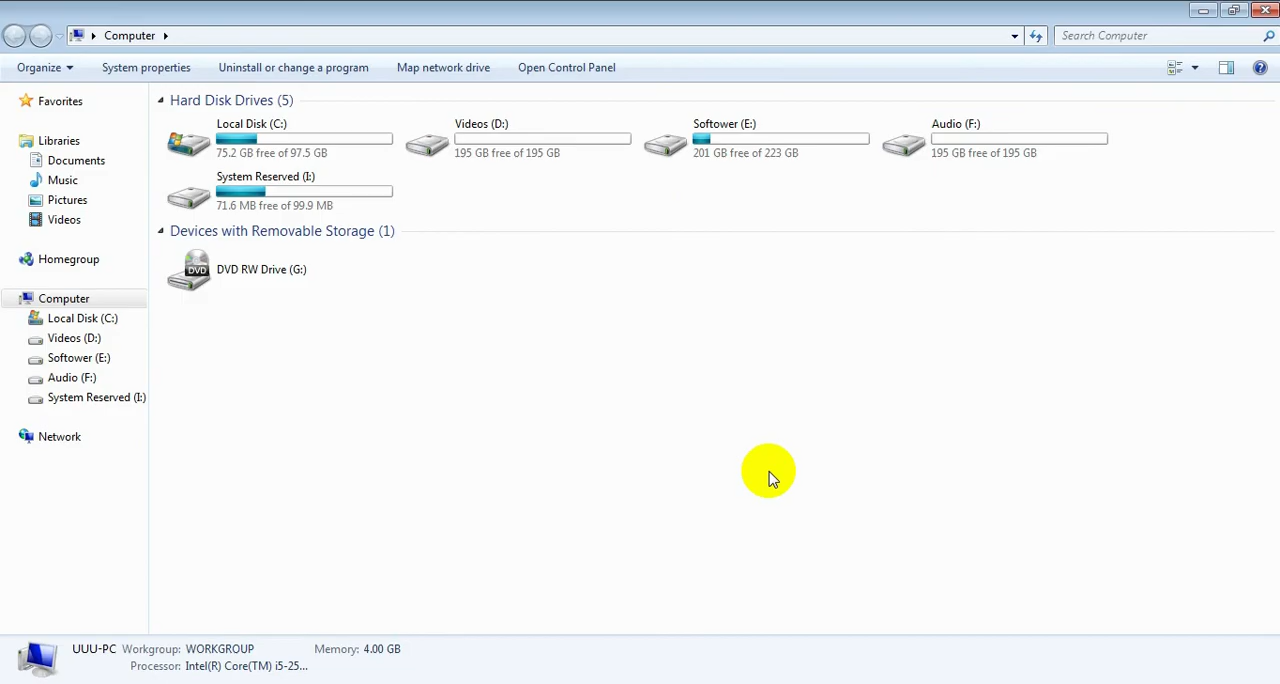 Computer
Search Computer
Organize System properties Uninstall or change a program Map network drive Open Control Panel
Favorites
Libraries
Documents
Music
Pictures
Videos
Homegroup
Computer
Local Disk (C:)
Videos (D:)
Softower (E:)
Audio (F:)
System Reserved (I:)
Network
Hard Disk Drives (5)
Local Disk (C:)
75.2 GB free of 97.5 GB
Videos (D:)
195 GB free of 195 GB
Softower (E:)
201 GB free of 223 GB
Audio (F:)
195 GB free of 195 GB
System Reserved (I:)
71.6 MB free of 99.9 MB
Devices with Removable Storage (1)
DVD
DVD RW Drive (G:)
UUU-PC Workgroup: WORKGROUP Memory: 4.00 GB
Processor: Intel(R) Core(TM) i5-25...